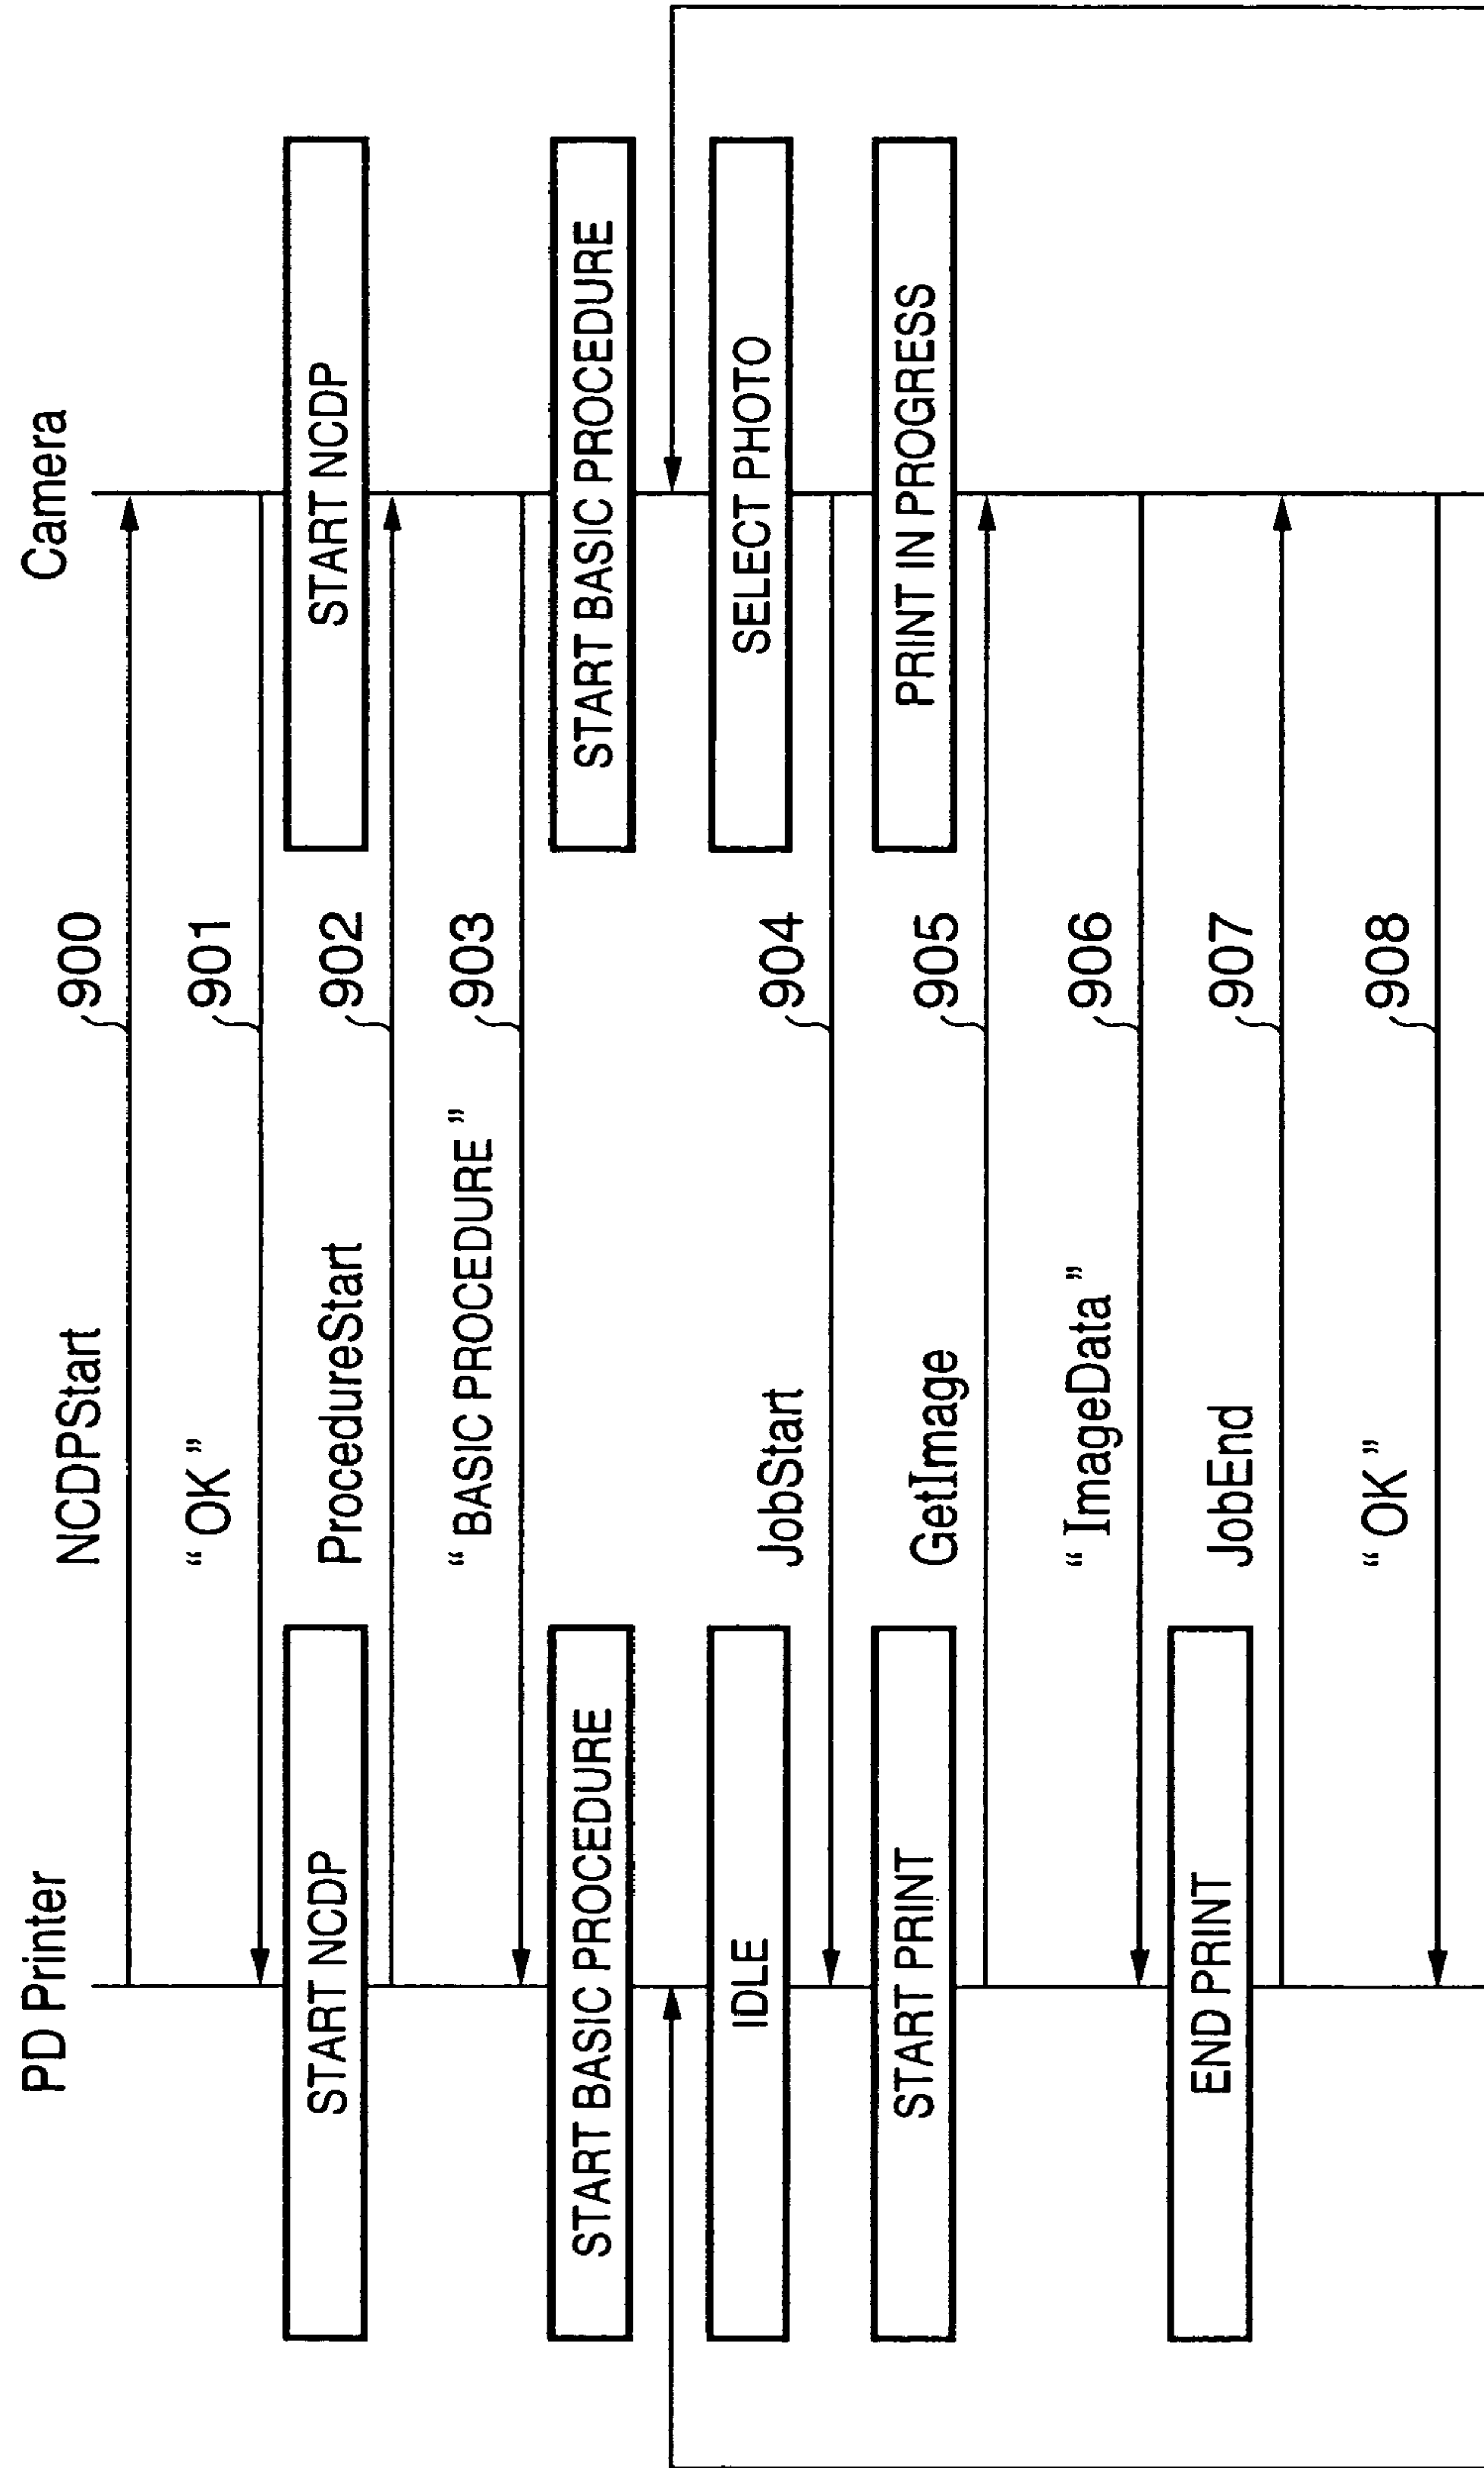 PD Printer
Camera
NCDPStart 900
“ OK ” 901
START NCDP
START NCDP
ProcedureStart 902
“ BASIC PROCEDURE ” 903
START BASIC PROCEDURE
START BASIC PROCEDURE
IDLE
SELECT PHOTO
JobStart 904
START PRINT
PRINT IN PROGRESS
GetImage 905
“ ImageData ” 906
END PRINT
JobEnd 907
“ OK ” 908